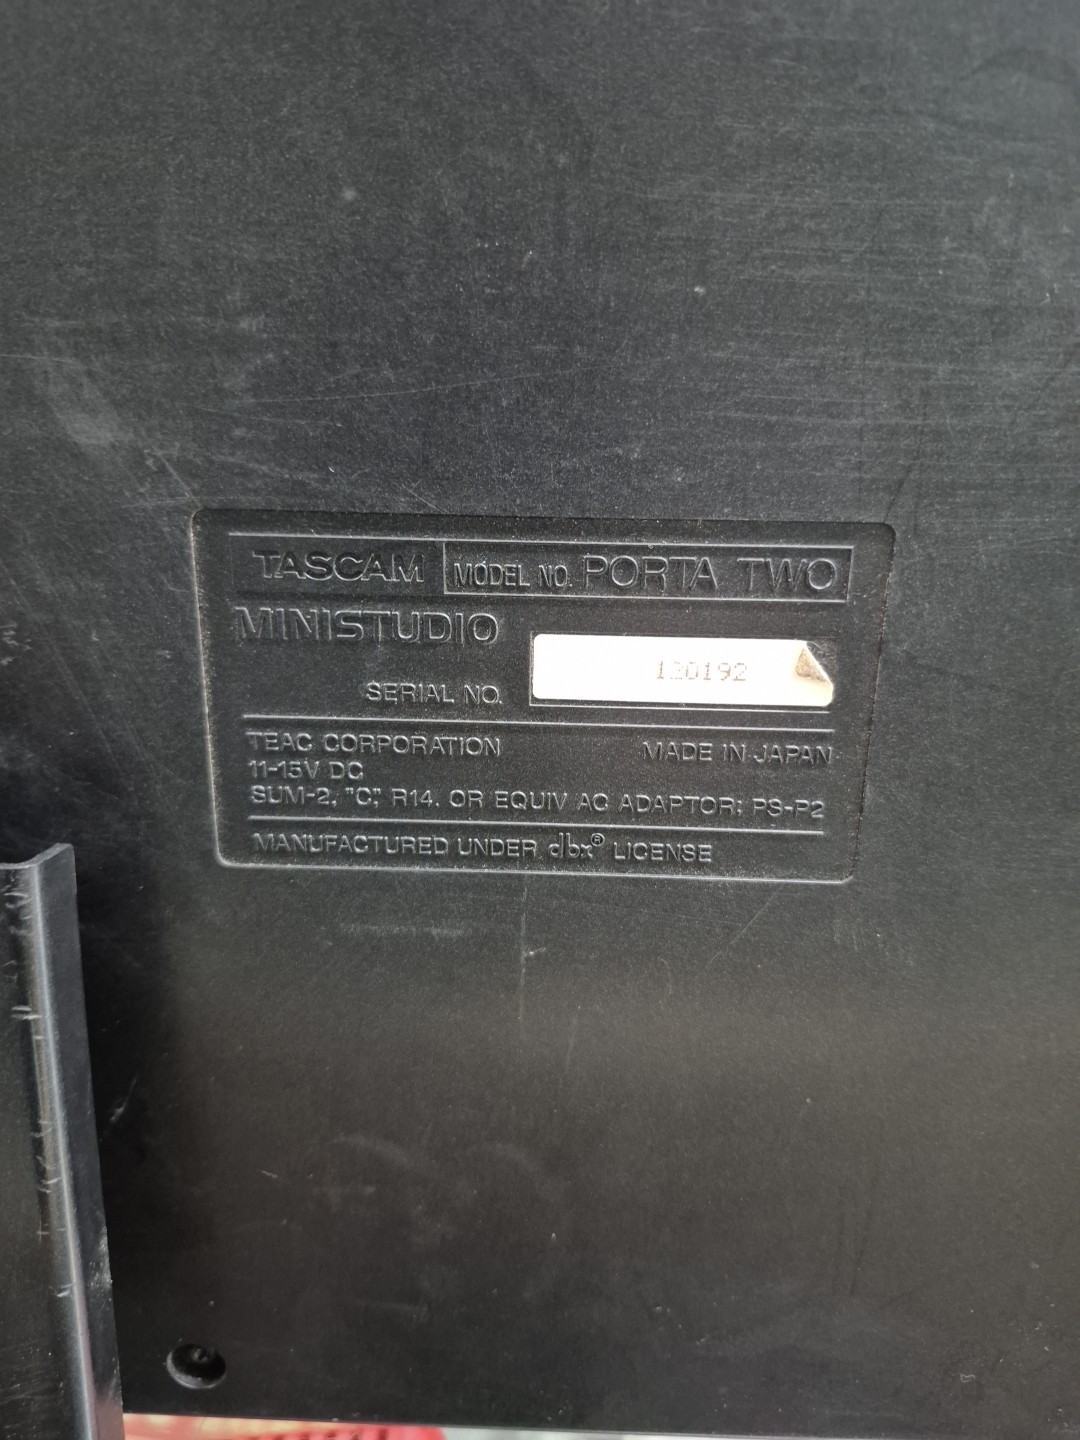 TASCAM MODEL NO. PORTA TWO
MINISTUDIO
SERIAL NO. 120192
TEAC CORPORATION MADE IN JAPAN
11-15V DC
SUM-2, "C", R14. OR EQUIV AC ADAPTOR: PS-P2
MANUFACTURED UNDER dbx® LICENSE